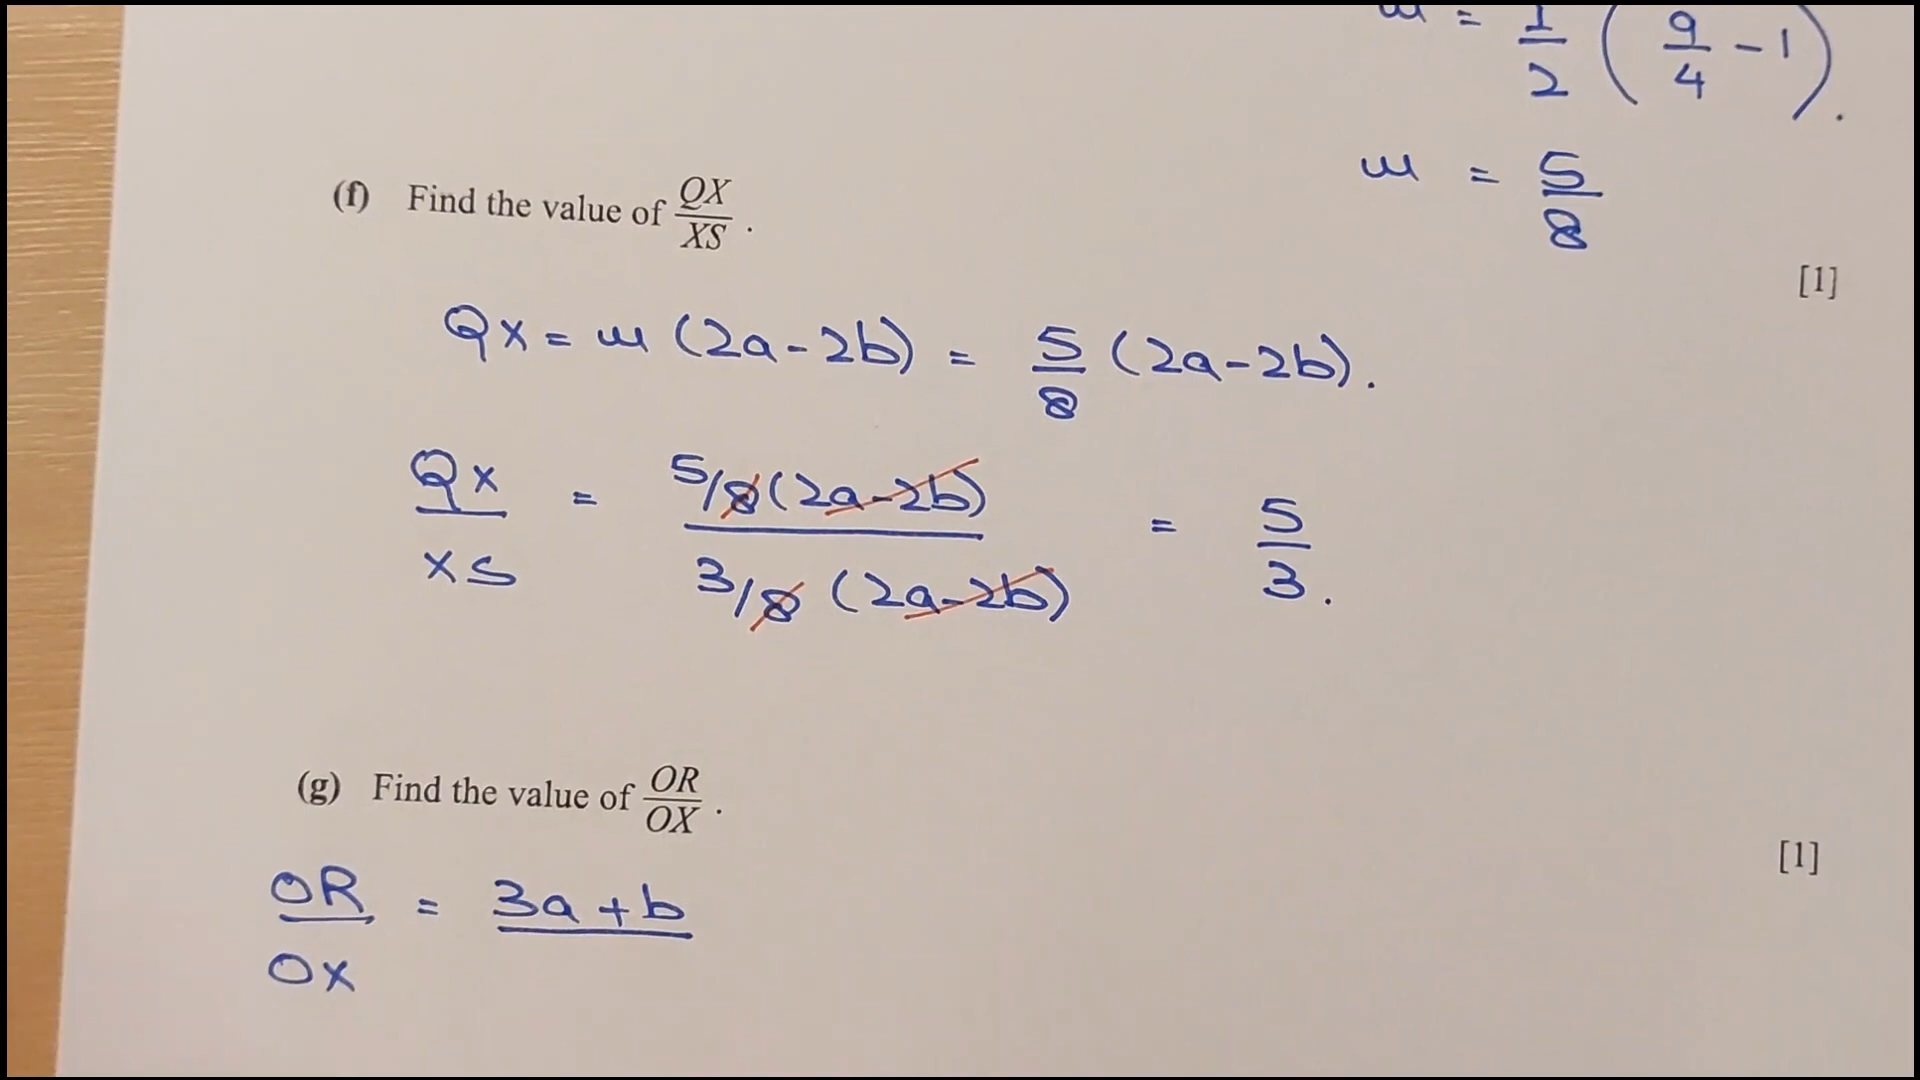 m = 1/2 (9/4 - 1).
m = 5/8
(f) Find the value of QX/XS .
[1]
QX = m (2a - 2b) = 5/8 (2a - 2b).
QX/XS = 5/8 (2a - 2b) / 3/8 (2a - 2b) = 5/3.
(g) Find the value of OR/OX .
[1]
OR/OX = 3a + b